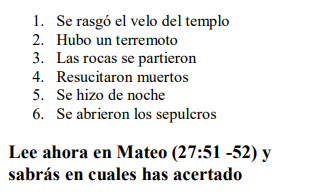 1. Se rasgó el velo del templo
2. Hubo un terremoto
3. Las rocas se partieron
4. Resucitaron muertos
5. Se hizo de noche
6. Se abrieron los sepulcros
Lee ahora en Mateo (27:51 -52) y
sabrás en cuales has acertado